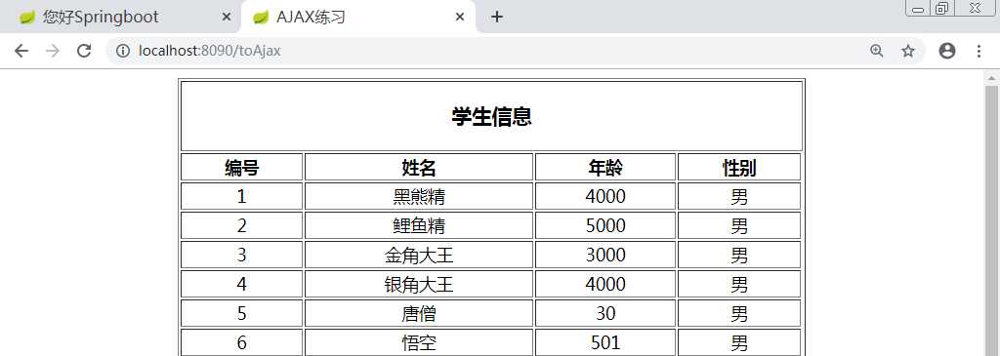 您好Springboot
AJAX练习
localhost:8090/toAjax
学生信息
编号 姓名 年龄 性别
1 黑熊精 4000 男
2 鲤鱼精 5000 男
3 金角大王 3000 男
4 银角大王 4000 男
5 唐僧 30 男
6 悟空 501 男